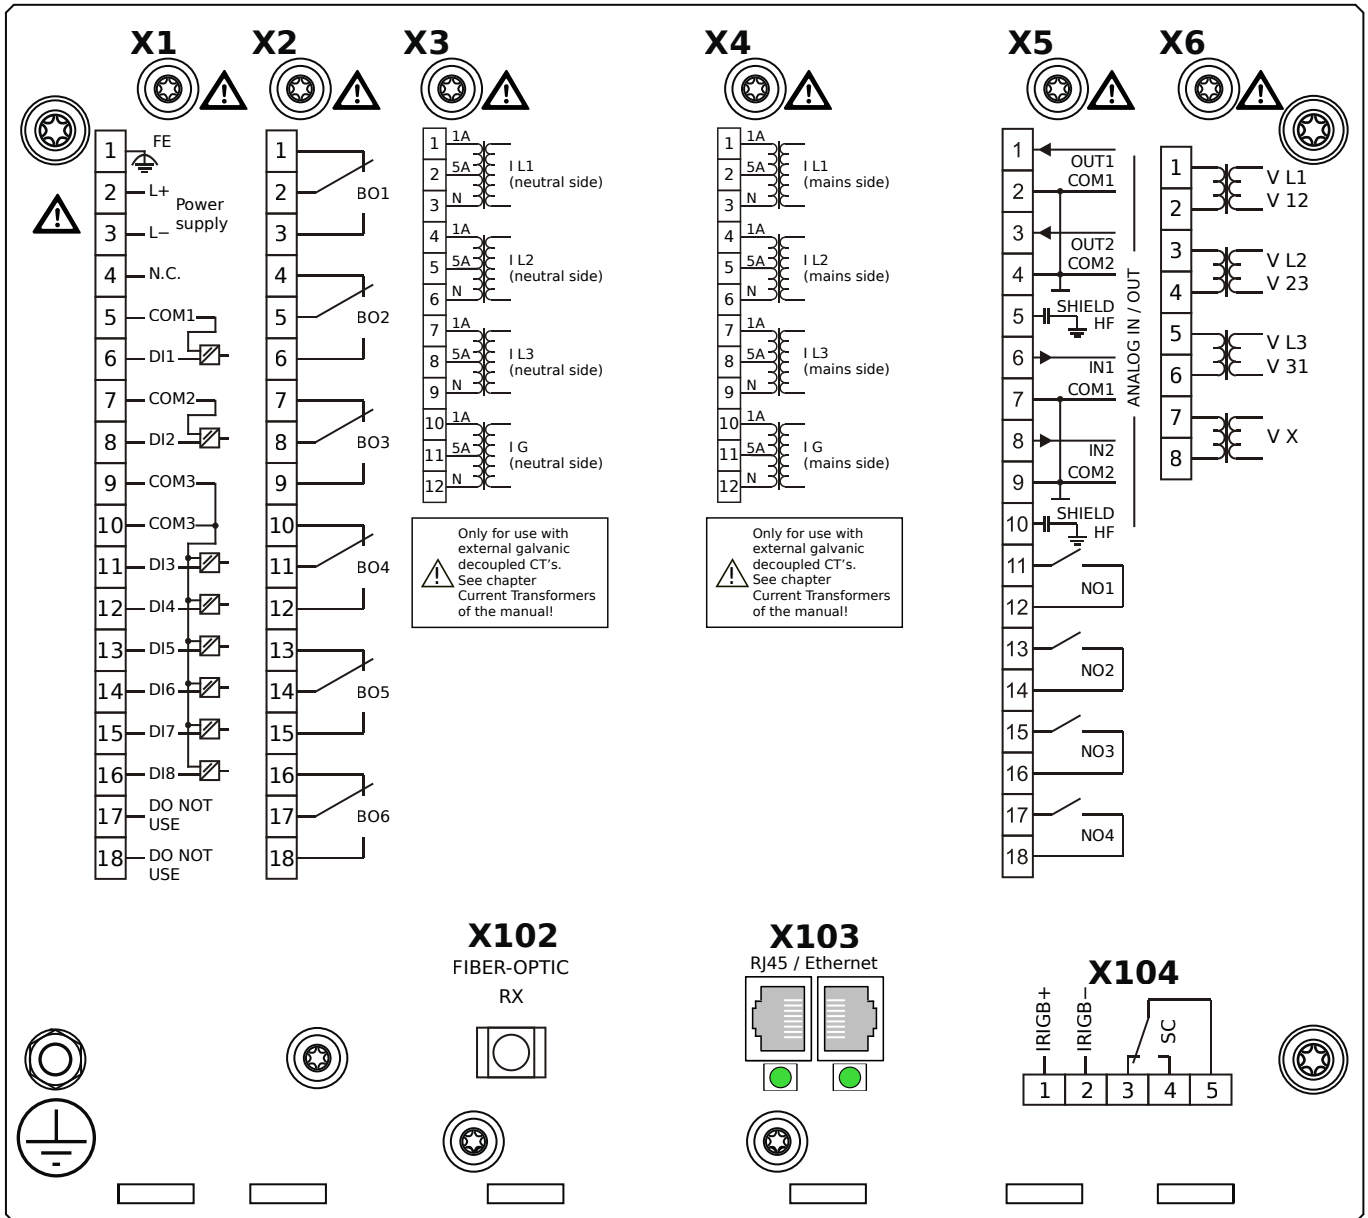 X1
1
FE
2
L+
Power
supply
3
L−
4
N.C.
5
COM1
6
DI1
7
COM2
8
DI2
9
COM3
10
COM3
11
DI3
12
DI4
13
DI5
14
DI6
15
DI7
16
DI8
17
DO NOT
USE
18
DO NOT
USE
X2
1
2
BO1
3
4
5
BO2
6
7
8
BO3
9
10
11
BO4
12
13
14
BO5
15
16
17
BO6
18
X3
1
1A
2
5A
3
N
I L1
(neutral side)
4
1A
5
5A
6
N
I L2
(neutral side)
7
1A
8
5A
9
N
I L3
(neutral side)
10
1A
11
5A
12
N
I G
(neutral side)
Only for use with
external galvanic
decoupled CT's.
See chapter
Current Transformers
of the manual!
X4
1
1A
2
5A
3
N
I L1
(mains side)
4
1A
5
5A
6
N
I L2
(mains side)
7
1A
8
5A
9
N
I L3
(mains side)
10
1A
11
5A
12
N
I G
(mains side)
Only for use with
external galvanic
decoupled CT's.
See chapter
Current Transformers
of the manual!
X5
1
OUT1
2
COM1
3
OUT2
4
COM2
5
SHIELD
HF
6
IN1
7
COM1
8
IN2
9
COM2
10
SHIELD
HF
ANALOG IN / OUT
11
NO1
12
13
NO2
14
15
NO3
16
17
NO4
18
X6
1
V L1
2
V 12
3
V L2
4
V 23
5
V L3
6
V 31
7
V X
8
X102
FIBER-OPTIC
RX
X103
RJ45 / Ethernet
X104
IRIGB+
IRIGB−
SC
1
2
3
4
5